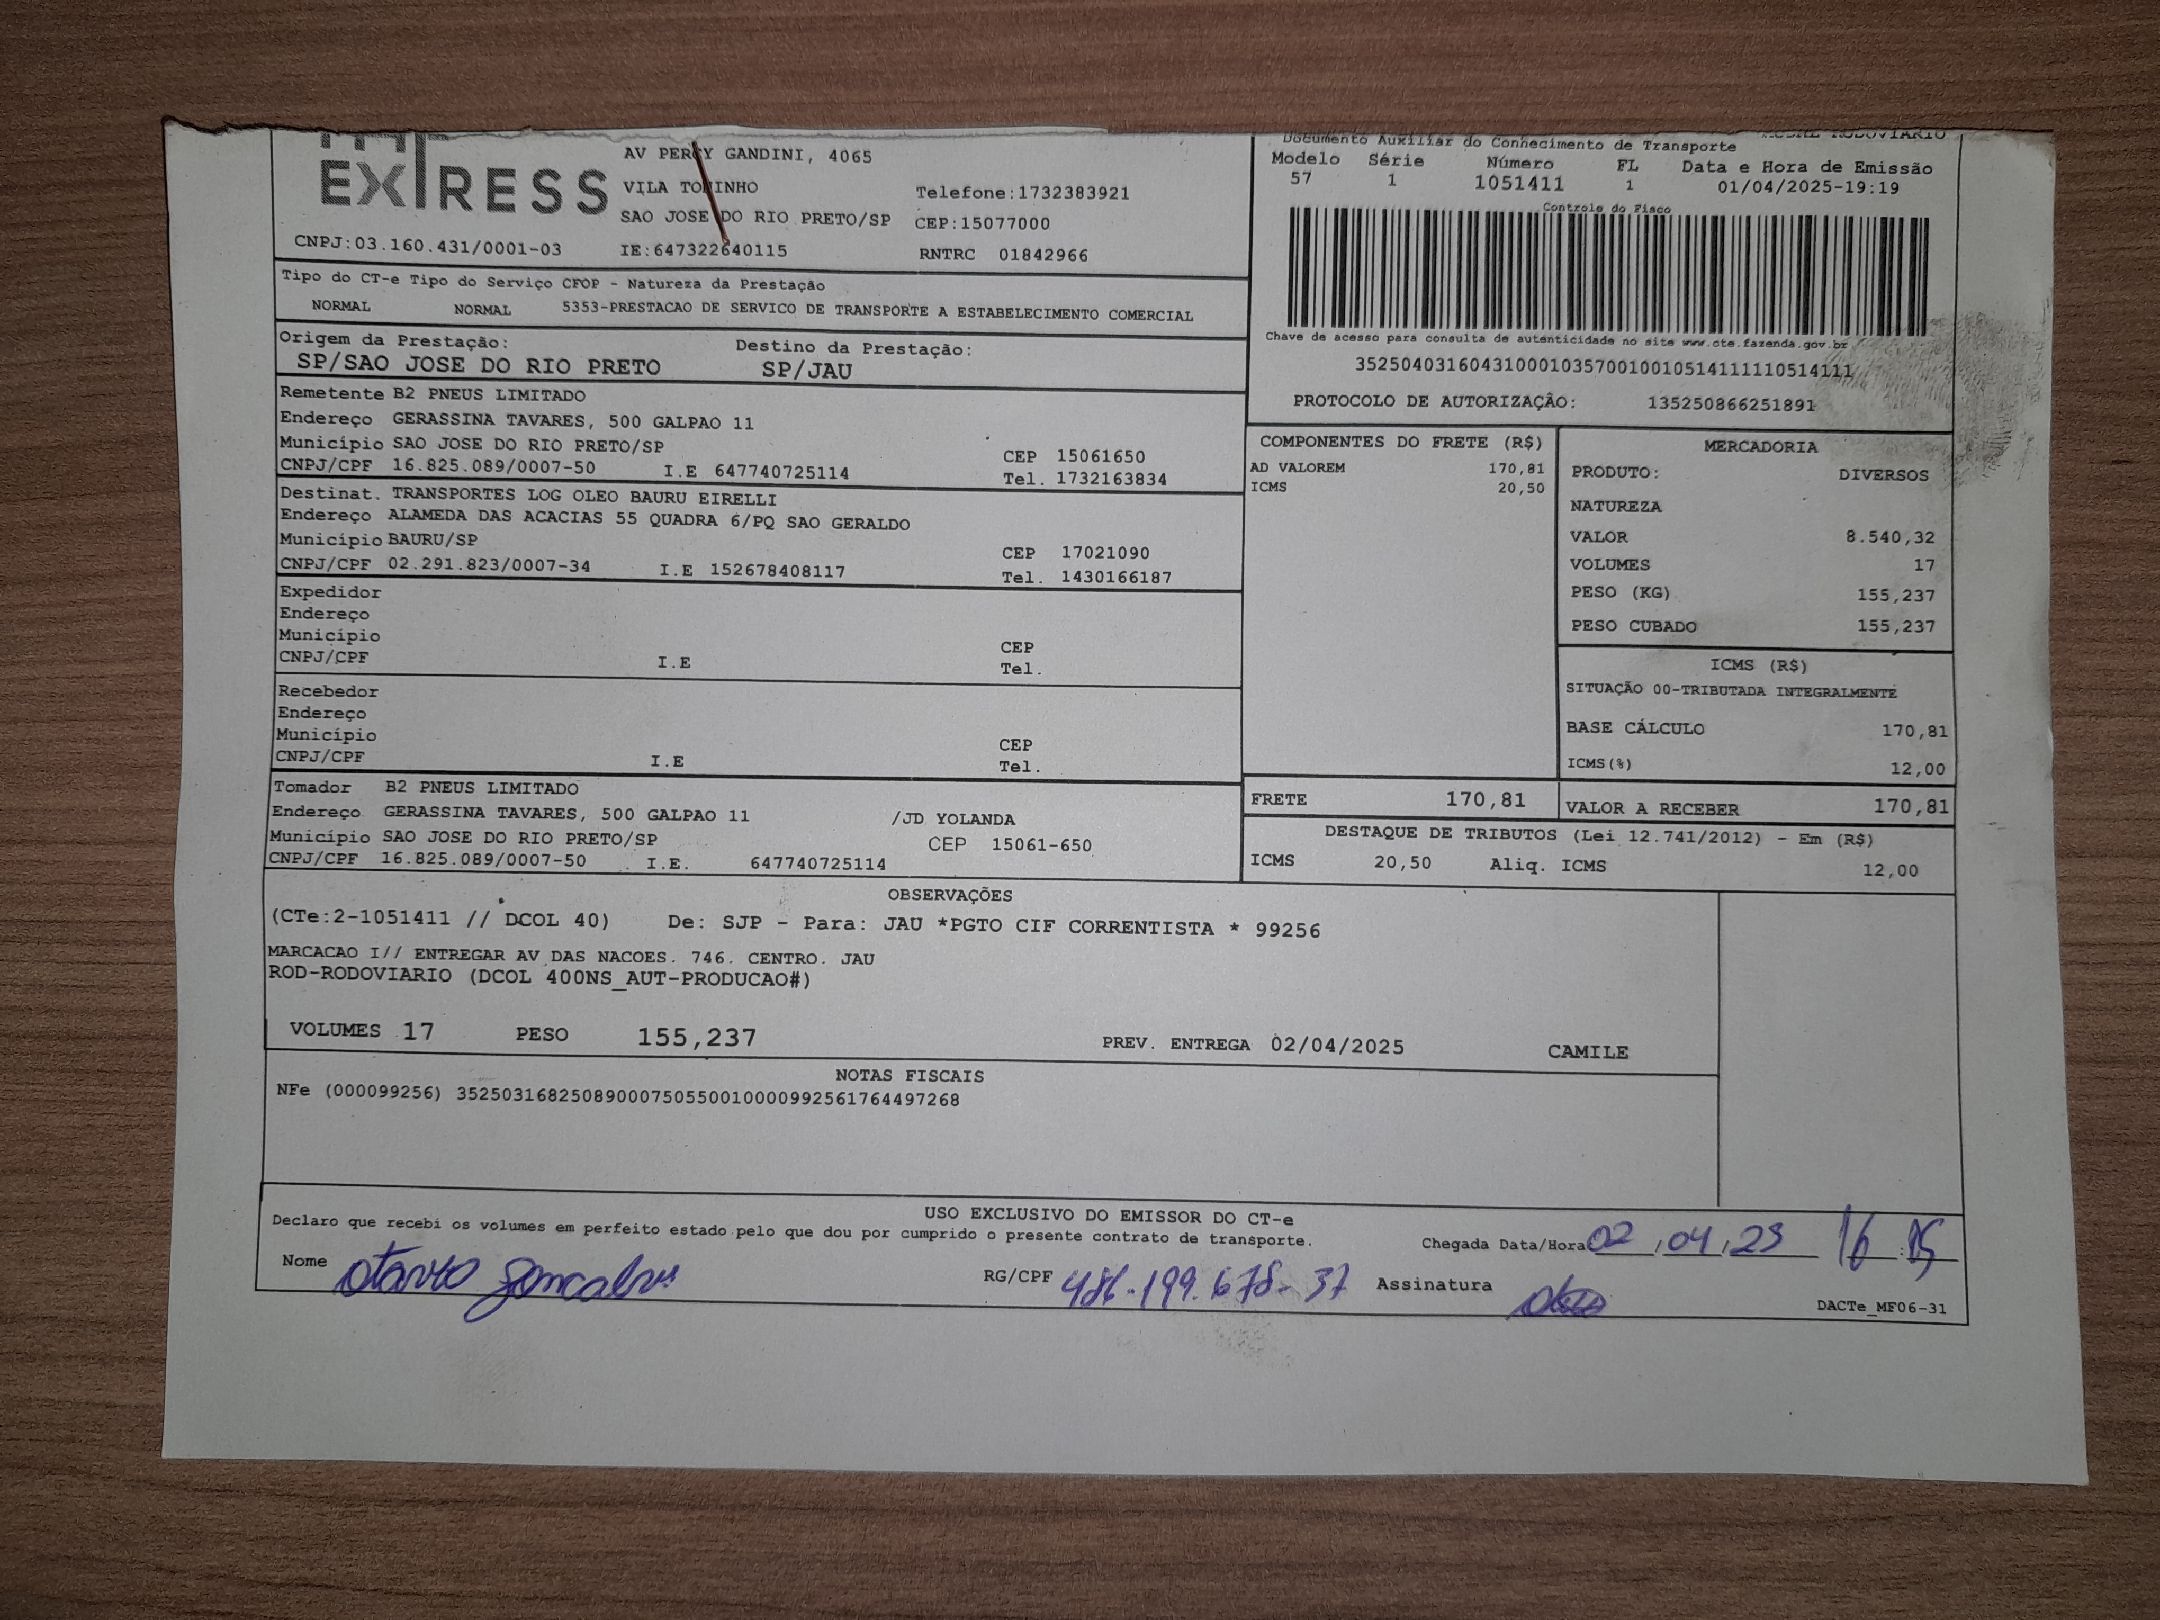 EXPRESS
AV PERCY GANDINI, 4065
VILA TONINHO
SAO JOSE DO RIO PRETO/SP
Telefone:1732383921
CEP:15077000
CNPJ:03.160.431/0001-03 IE:647322640115 RNTRC 01842966
Documento Auxiliar do Conhecimento de Transporte
Modelo Série Número FL Data e Hora de Emissão
57 1 1051411 1 01/04/2025-19:19
Controle do Fisco
Chave de acesso para consulta de autenticidade no site www.cte.fazenda.gov.br
35250403160431000103570010010514111110514111
PROTOCOLO DE AUTORIZAÇÂO: 135250866251891
Tipo do CT-e Tipo do Serviço CFOP - Natureza da Prestação
NORMAL NORMAL 5353-PRESTACAO DE SERVICO DE TRANSPORTE A ESTABELECIMENTO COMERCIAL
Origem da Prestação: Destino da Prestação:
SP/SAO JOSE DO RIO PRETO SP/JAU
Remetente B2 PNEUS LIMITADO
Endereço GERASSINA TAVARES, 500 GALPAO 11
Município SAO JOSE DO RIO PRETO/SP CEP 15061650
CNPJ/CPF 16.825.089/0007-50 I.E 647740725114 Tel. 1732163834
Destinat. TRANSPORTES LOG OLEO BAURU EIRELLI
Endereço ALAMEDA DAS ACACIAS 55 QUADRA 6/PQ SAO GERALDO
Município BAURU/SP CEP 17021090
CNPJ/CPF 02.291.823/0007-34 I.E 152678408117 Tel. 1430166187
Expedidor
Endereço
Município CEP
CNPJ/CPF I.E Tel.
Recebedor
Endereço
Município CEP
CNPJ/CPF I.E Tel.
Tomador B2 PNEUS LIMITADO
Endereço GERASSINA TAVARES, 500 GALPAO 11 /JD YOLANDA
Município SAO JOSE DO RIO PRETO/SP CEP 15061-650
CNPJ/CPF 16.825.089/0007-50 I.E. 647740725114
COMPONENTES DO FRETE (R$)
AD VALOREM 170,81
ICMS 20,50
MERCADORIA
PRODUTO: DIVERSOS
NATUREZA
VALOR 8.540,32
VOLUMES 17
PESO (KG) 155,237
PESO CUBADO 155,237
ICMS (R$)
SITUAÇÃO 00-TRIBUTADA INTEGRALMENTE
BASE CÁLCULO 170,81
ICMS(%) 12,00
FRETE 170,81 VALOR A RECEBER 170,81
DESTAQUE DE TRIBUTOS (Lei 12.741/2012) - Em (R$)
ICMS 20,50 Aliq. ICMS 12,00
OBSERVAÇÕES
(CTe:2-1051411 // DCOL 40) De: SJP - Para: JAU *PGTO CIF CORRENTISTA * 99256
MARCACAO I// ENTREGAR AV DAS NACOES. 746. CENTRO. JAU
ROD-RODOVIARIO (DCOL 400NS_AUT-PRODUCAO#)
VOLUMES 17 PESO 155,237 PREV. ENTREGA 02/04/2025 CAMILE
NOTAS FISCAIS
NFe (000099256) 35250316825089000750550010000992561764497268
USO EXCLUSIVO DO EMISSOR DO CT-e
Declaro que recebi os volumes em perfeito estado pelo que dou por cumprido o presente contrato de transporte.
Chegada Data/Hora 02/04/25 16:15
Nome otavio gonçalves RG/CPF 486.199.678-37 Assinatura
DACTe_MF06-31